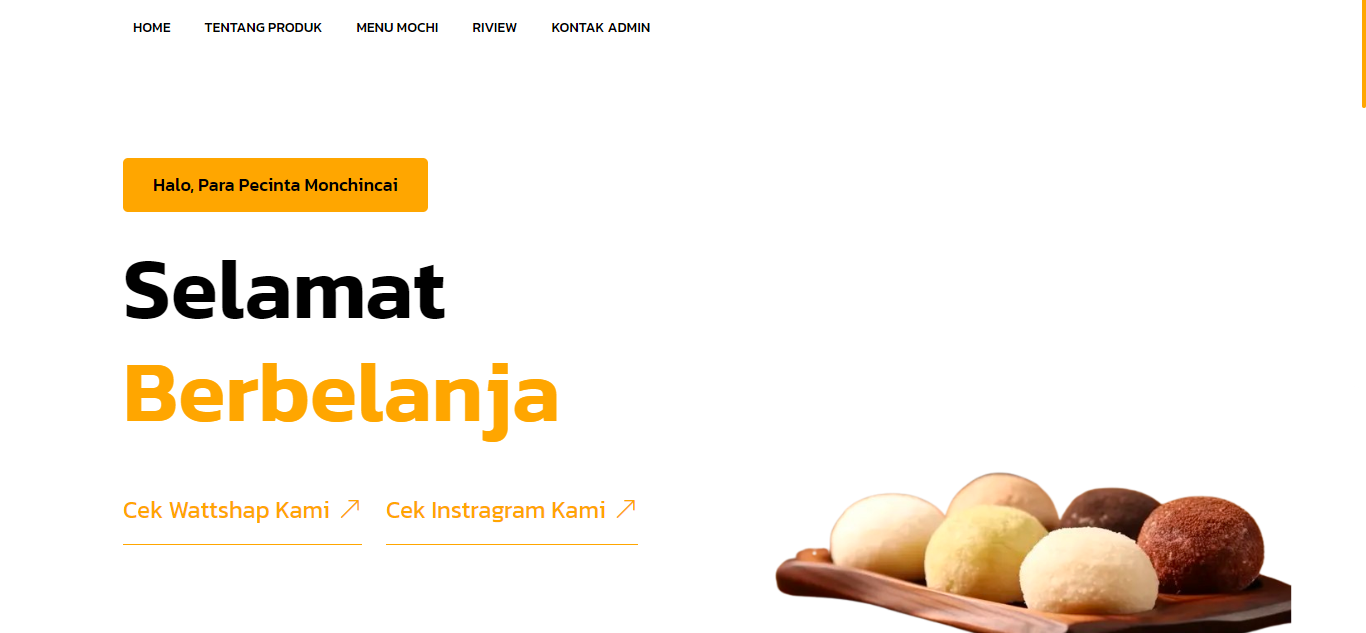 HOME TENTANG PRODUK MENU MOCHI RIVIEW KONTAK ADMIN
Halo, Para Pecinta Monchincai
Selamat
Berbelanja
Cek Wattshap Kami Cek Instragram Kami